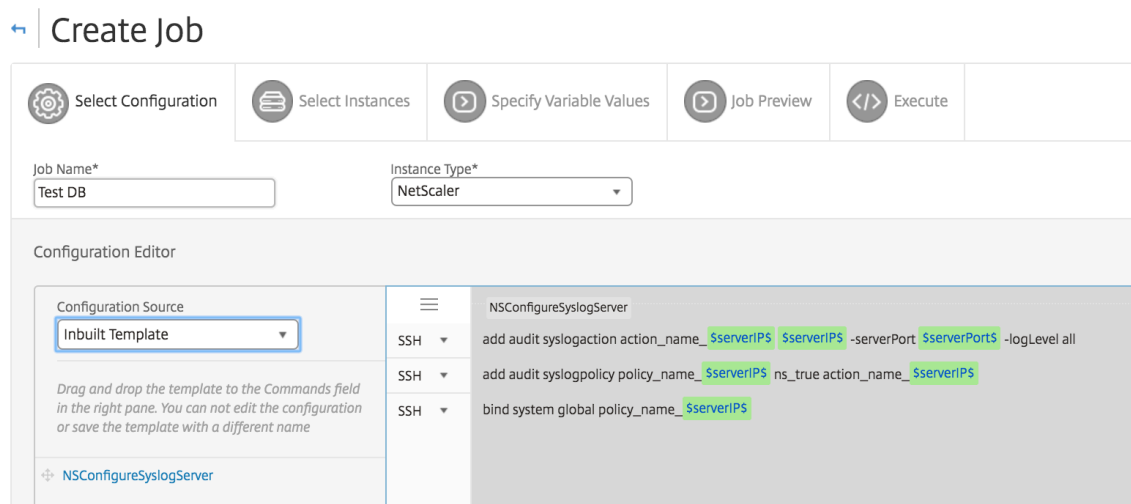 Create Job
Select Configuration
Select Instances
Specify Variable Values
Job Preview
Execute
Job Name*
Instance Type*
Test DB
NetScaler
Configuration Editor
Configuration Source
Inbuilt Template
Drag and drop the template to the Commands field
in the right pane. You can not edit the configuration
or save the template with a different name
NSConfigureSyslogServer
NSConfigureSyslogServer
SSH add audit syslogaction action_name_$serverIP$ $serverIP$ -serverPort $serverPort$ -logLevel all
SSH add audit syslogpolicy policy_name_$serverIP$ ns_true action_name_$serverIP$
SSH bind system global policy_name_$serverIP$